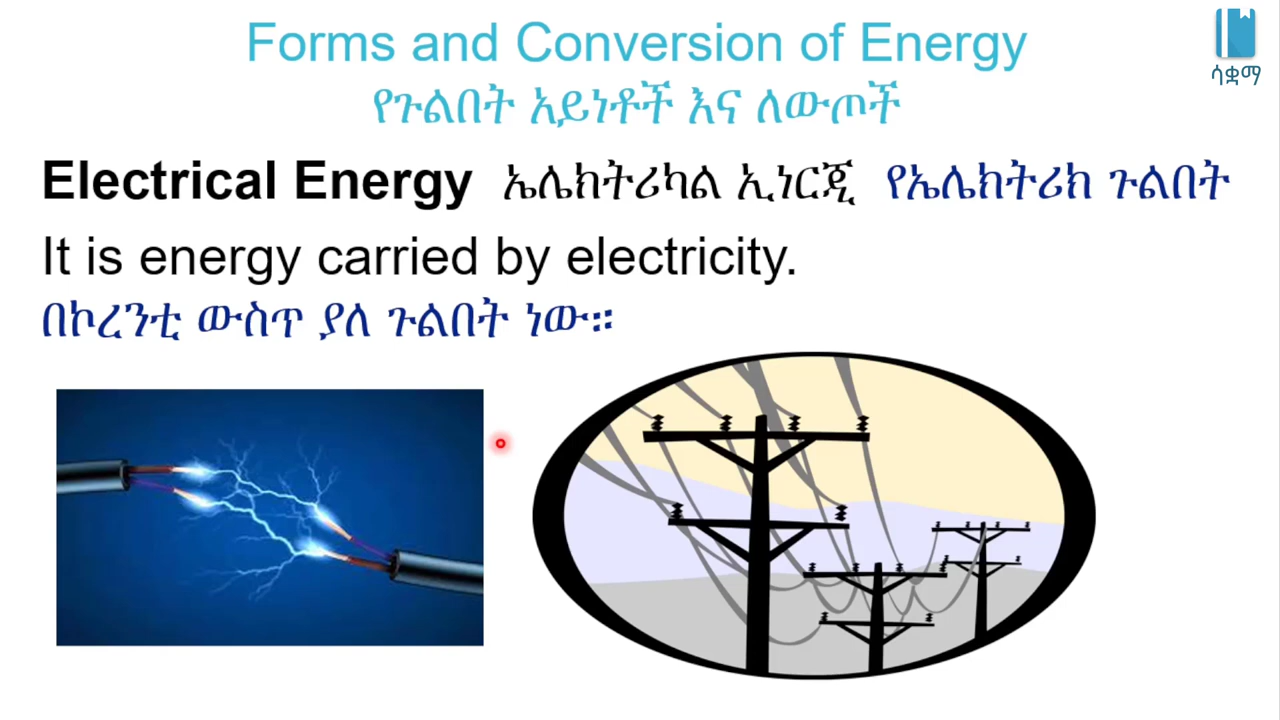 Forms and Conversion of Energy
የጉልበት አይነቶች እና ለውጦች
ሳቋማ
Electrical Energy ኤሌክትሪካል ኢነርጂ የኤሌክትሪክ ጉልበት
It is energy carried by electricity.
በኮረንቲ ውስጥ ያለ ጉልበት ነው።